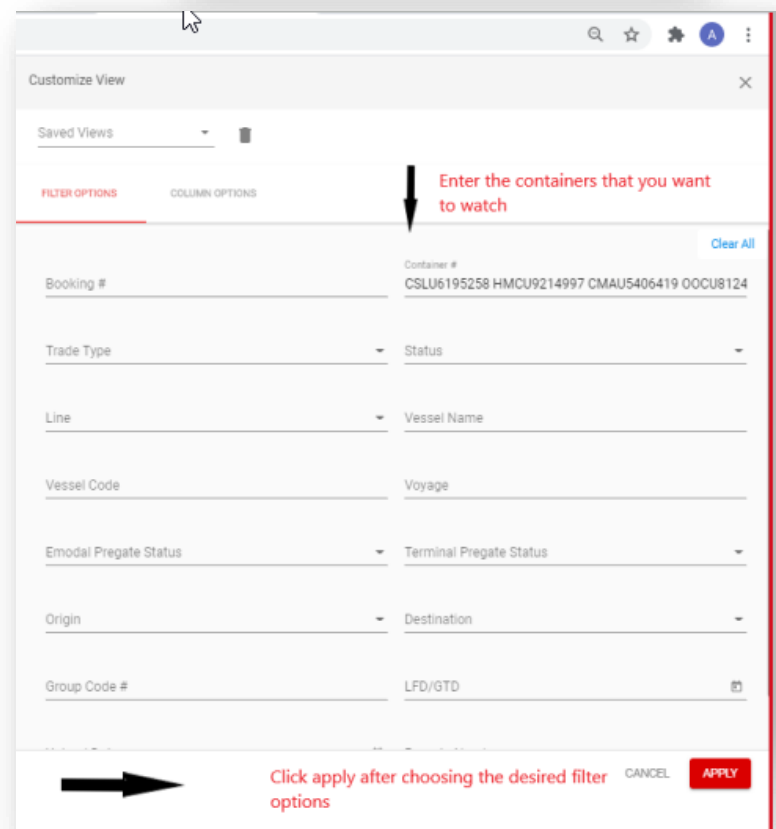 A
Customize View
Saved Views
FILTER OPTIONS COLUMN OPTIONS
Enter the containers that you want
to watch
Clear All
Container #
Booking # CSLU6195258 HMCU9214997 CMAU5406419 OOCU8124
Trade Type Status
Line Vessel Name
Vessel Code Voyage
Emodal Pregate Status Terminal Pregate Status
Origin Destination
Group Code # LFD/GTD
Click apply after choosing the desired filter CANCEL APPLY
options